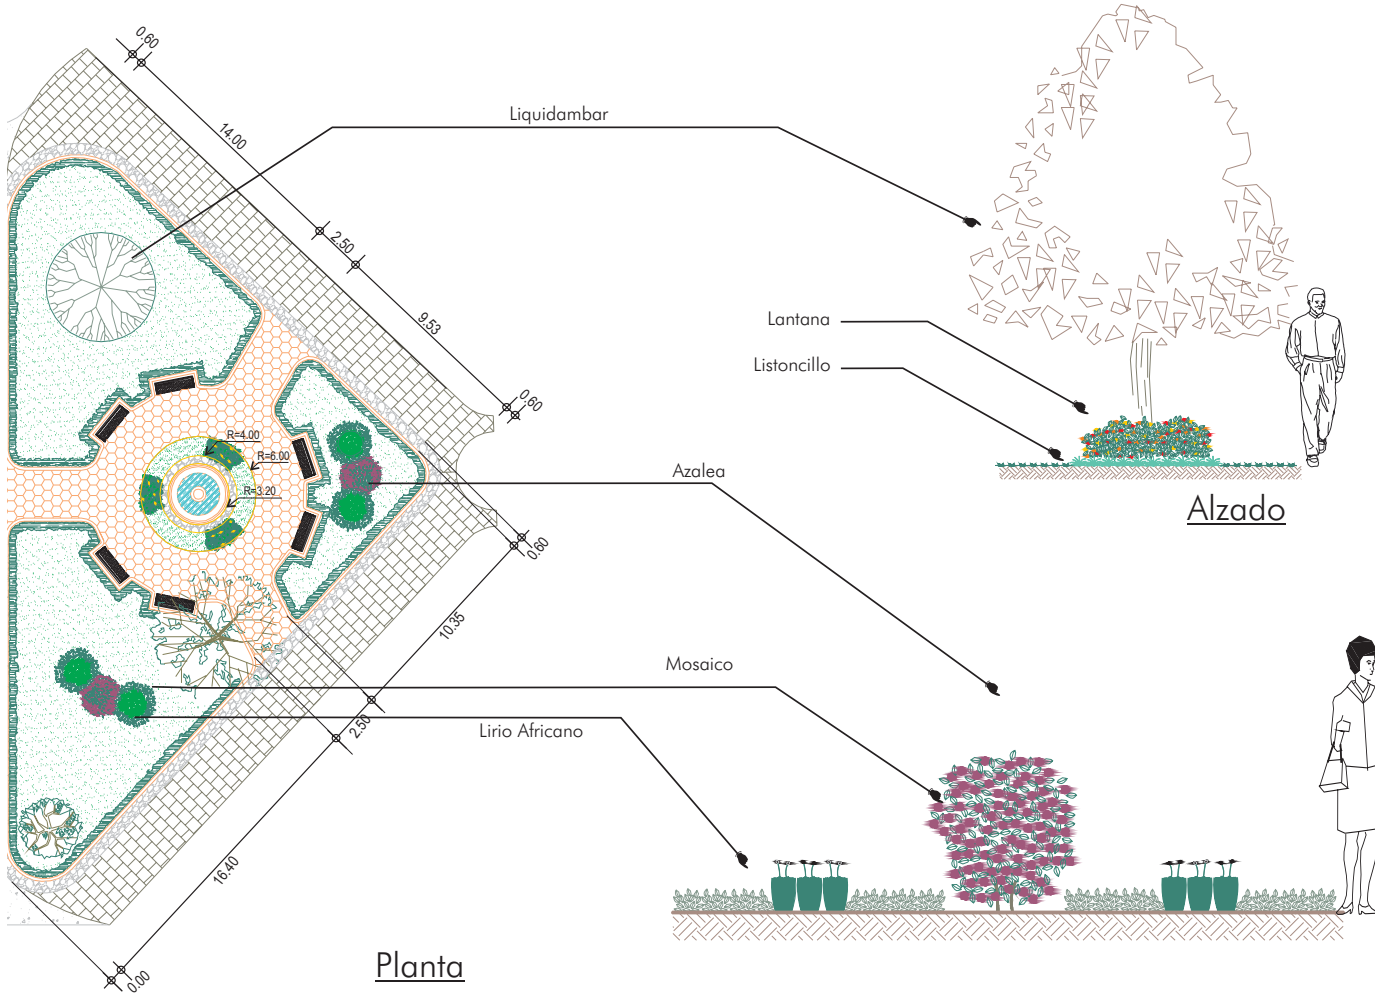 0.60
14.00
Liquidambar
2.50
9.53
Lantana
Listoncillo
0.60
R=4.00
R=6.00
R=3.20
Azalea
Alzado
0.60
10.35
Mosaico
2.50
Lirio Africano
16.40
0.00
Planta